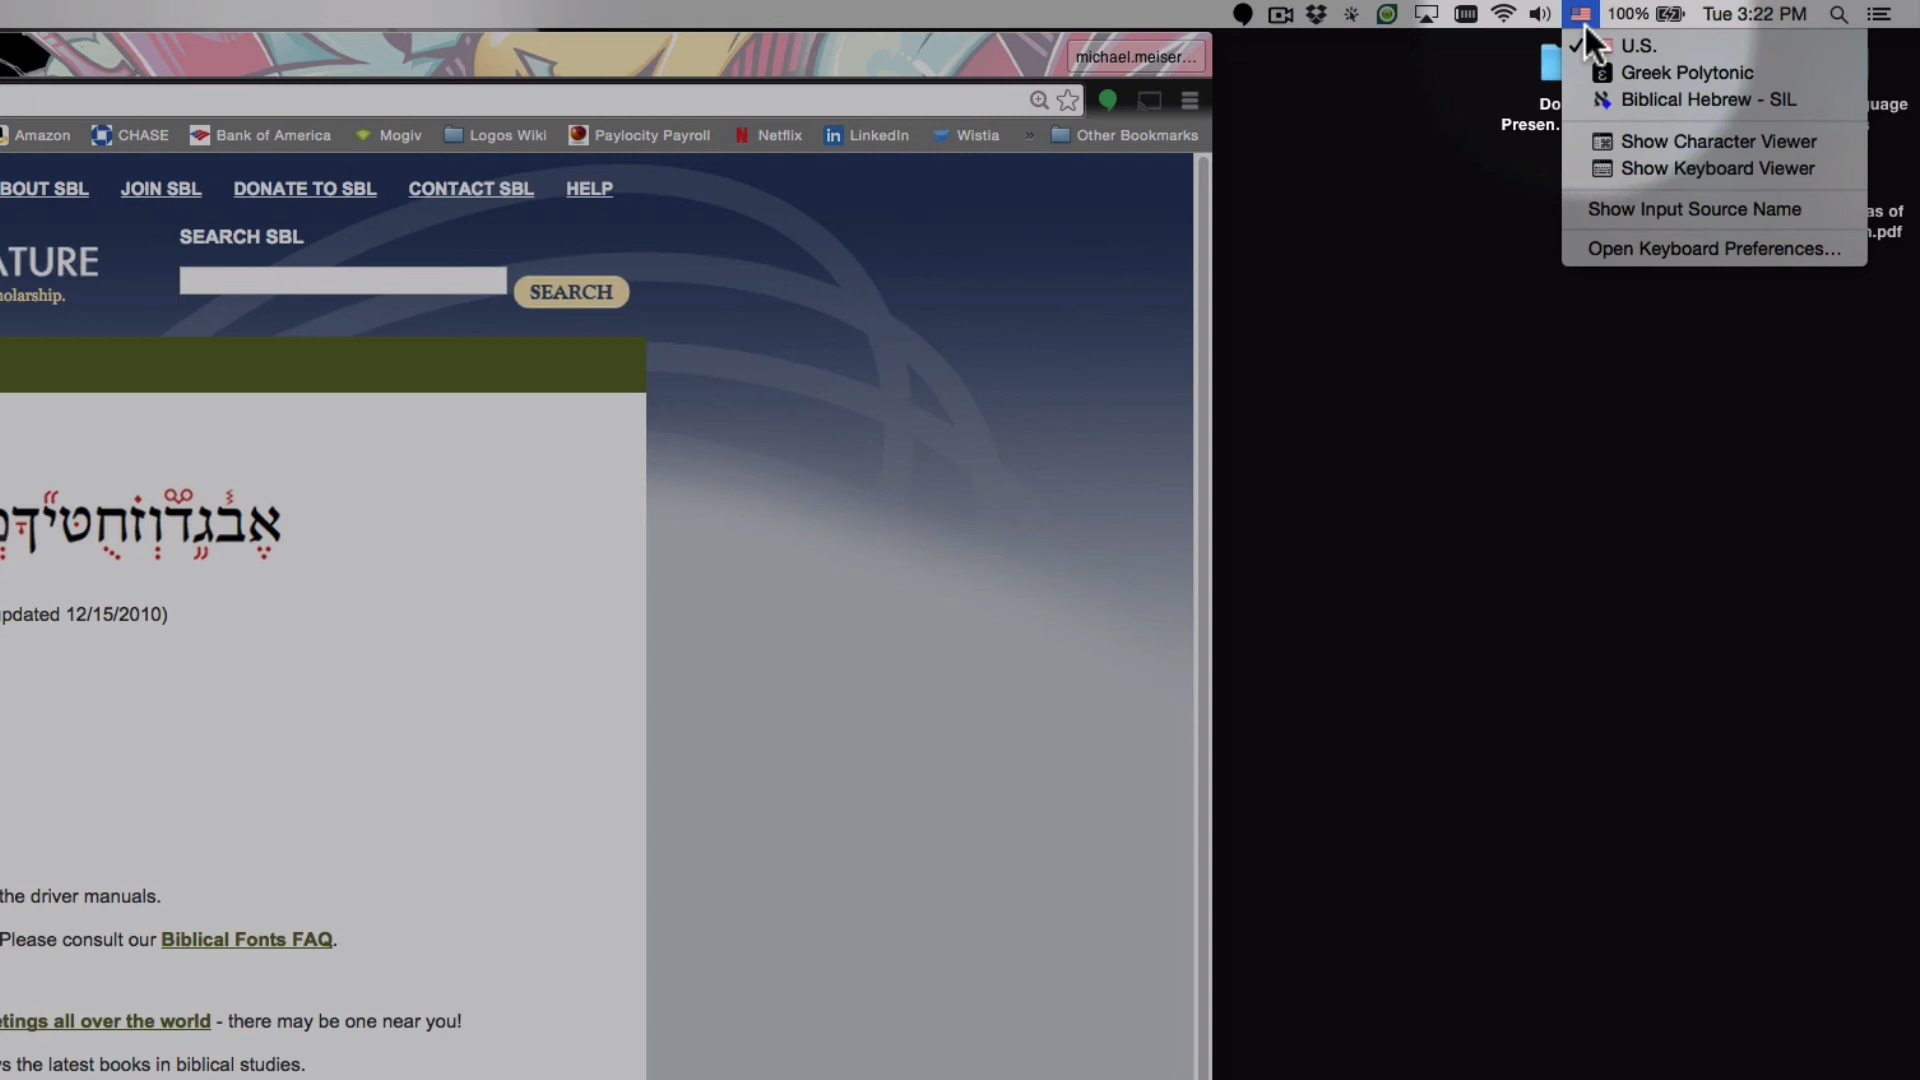 100% Tue 3:22 PM
michael.meiser...
U.S.
Greek Polytonic
Biblical Hebrew - SIL
Show Character Viewer
Show Keyboard Viewer
Show Input Source Name
Open Keyboard Preferences...
Do
Presen.
uage
as of
n.pdf
Amazon CHASE Bank of America Mogiv Logos Wiki Paylocity Payroll Netflix LinkedIn Wistia » Other Bookmarks
BOUT SBL JOIN SBL DONATE TO SBL CONTACT SBL HELP
SEARCH SBL
ATURE
holarship.
SEARCH
pdated 12/15/2010)
the driver manuals.
Please consult our Biblical Fonts FAQ.
etings all over the world - there may be one near you!
s the latest books in biblical studies.